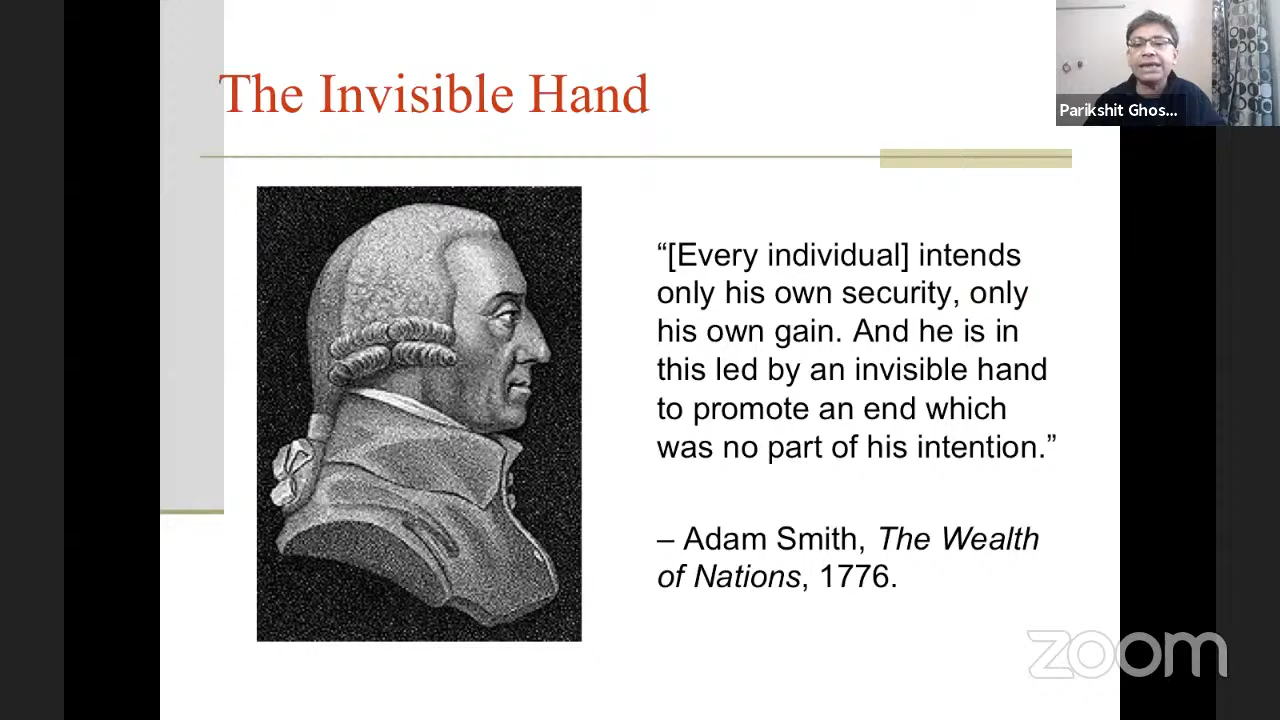 The Invisible Hand
Parikshit Ghos...
“[Every individual] intends
only his own security, only
his own gain. And he is in
this led by an invisible hand
to promote an end which
was no part of his intention.”
– Adam Smith, The Wealth
of Nations, 1776.
zoom